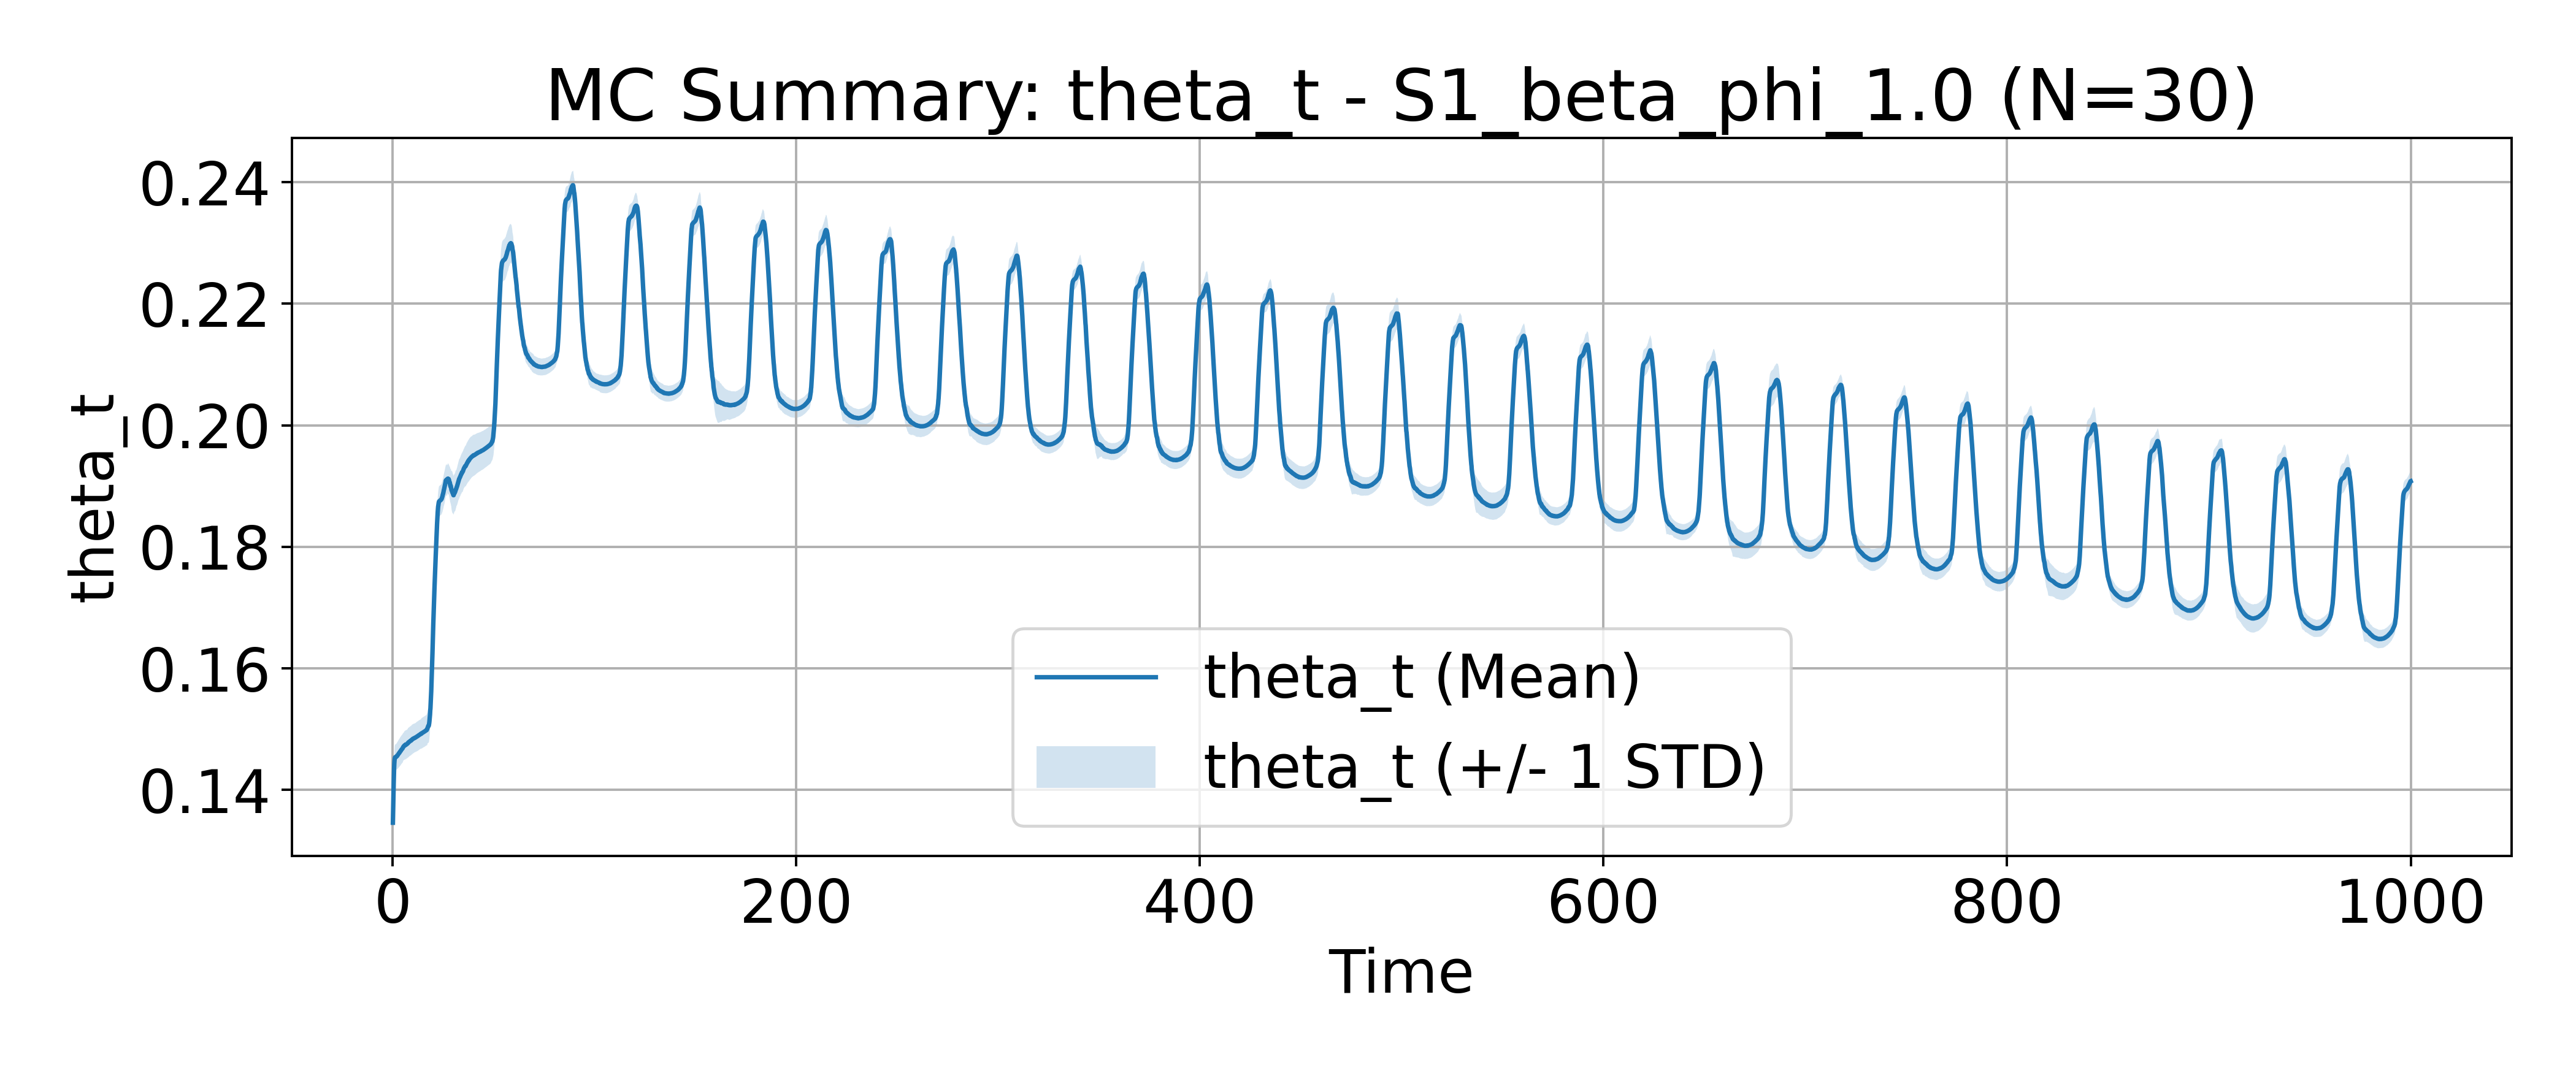 MC Summary: theta_t - S1_beta_phi_1.0 (N=30)
theta_t
0.24
0.22
0.20
0.18
0.16
0.14
theta_t (Mean)
theta_t (+/- 1 STD)
0 200 400 600 800 1000
Time